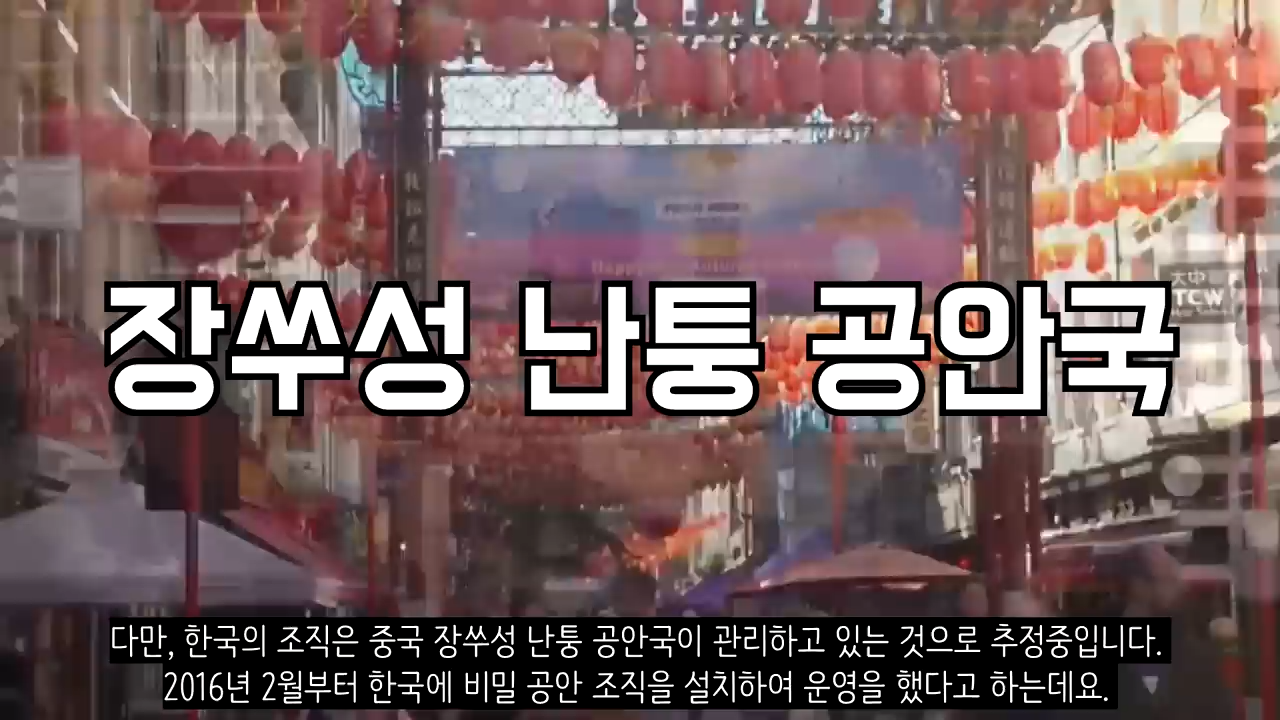 大中
TCW
장쑤성 난퉁 공안국
다만, 한국의 조직은 중국 장쑤성 난퉁 공안국이 관리하고 있는 것으로 추정중입니다.
2016년 2월부터 한국에 비밀 공안 조직을 설치하여 운영을 했다고 하는데요.